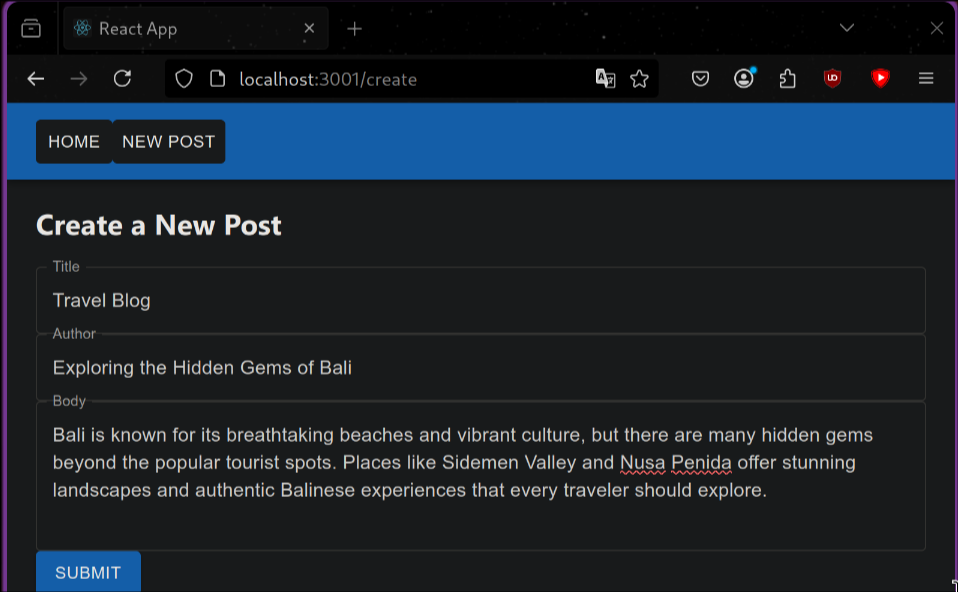 React App
localhost:3001/create
HOME NEW POST
Create a New Post
Title
Travel Blog
Author
Exploring the Hidden Gems of Bali
Body
Bali is known for its breathtaking beaches and vibrant culture, but there are many hidden gems
beyond the popular tourist spots. Places like Sidemen Valley and Nusa Penida offer stunning
landscapes and authentic Balinese experiences that every traveler should explore.
SUBMIT